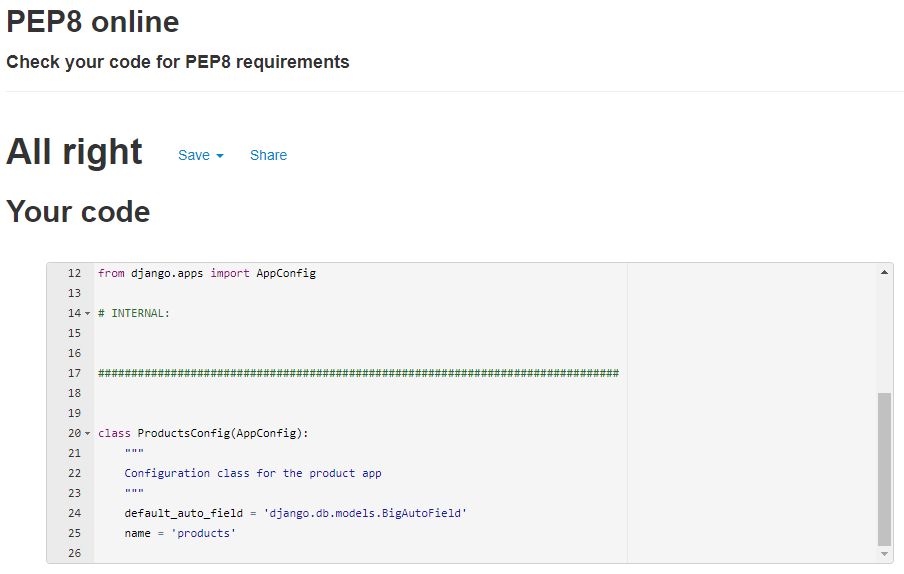 PEP8 online
Check your code for PEP8 requirements
All right Save Share
Your code
12 from django.apps import AppConfig
13
14 # INTERNAL:
15
16
17 ###############################################################################
18
19
20 class ProductsConfig(AppConfig):
21 """
22 Configuration class for the product app
23 """
24 default_auto_field = 'django.db.models.BigAutoField'
25 name = 'products'
26